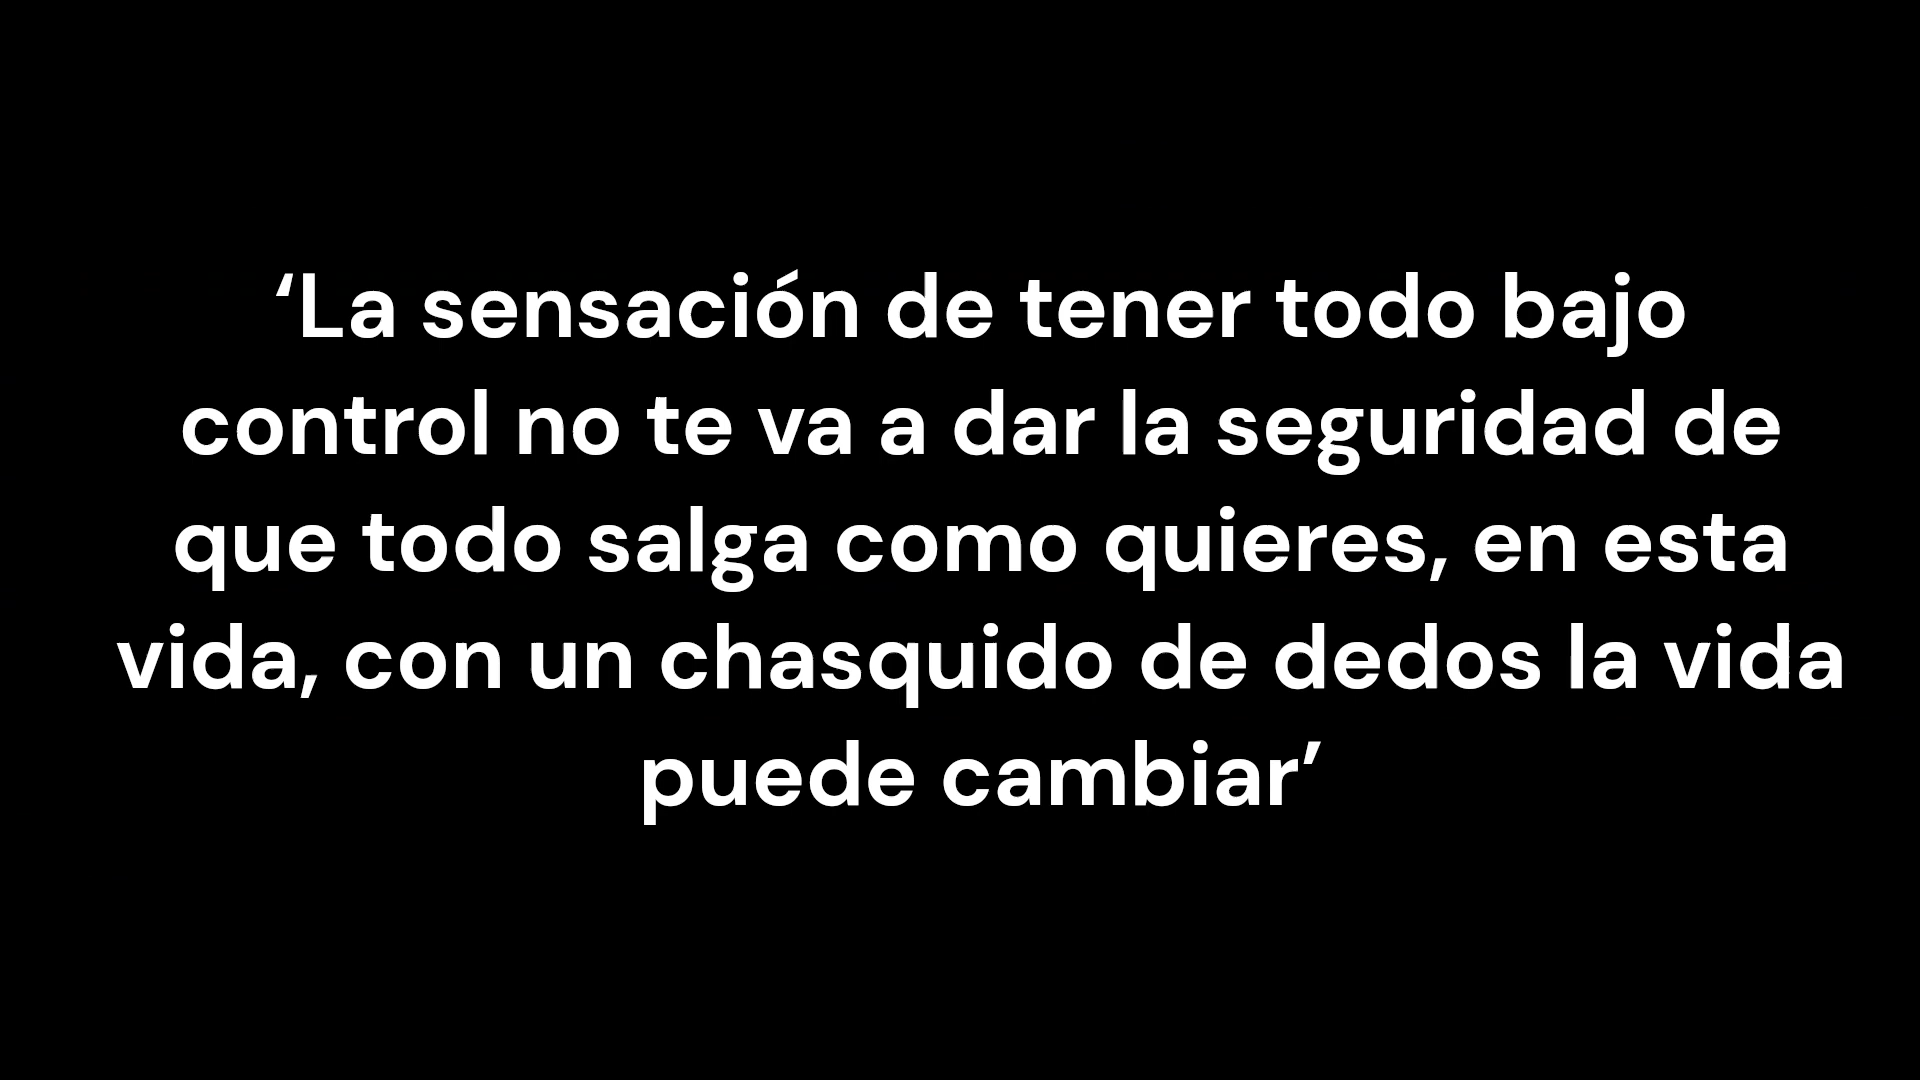 ‘La sensación de tener todo bajo
control no te va a dar la seguridad de
que todo salga como quieres, en esta
vida, con un chasquido de dedos la vida
puede cambiar’